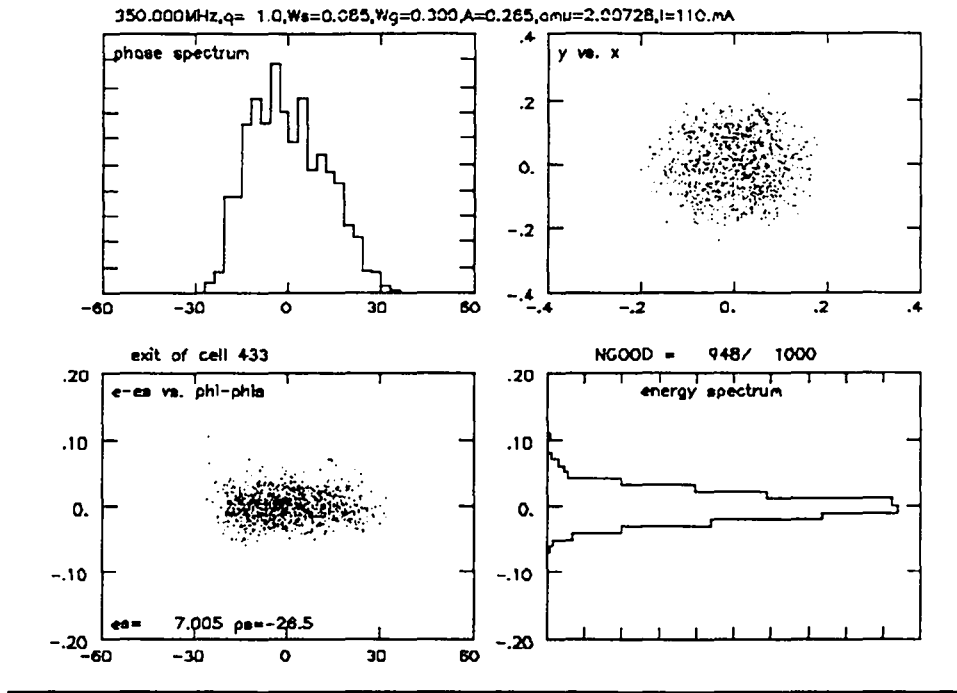 350.000MHz,q= 1.0,Ws=0.085,Wg=0.300,A=0.265,amu=2.00728,I=110.mA
phase spectrum
-60 -30 0 30 60
y vs. x
.4
.2
0.
-.2
-.4
-.4 -.2 0. .2 .4
exit of cell 433
NGOOD = 948/ 1000
e-es vs. phi-phis
.20
.10
0.
-.10
-.20
es= 7.005 ps=-26.5
-60 -30 0 30 60
energy spectrum
.20
.10
0.
-.10
-.20